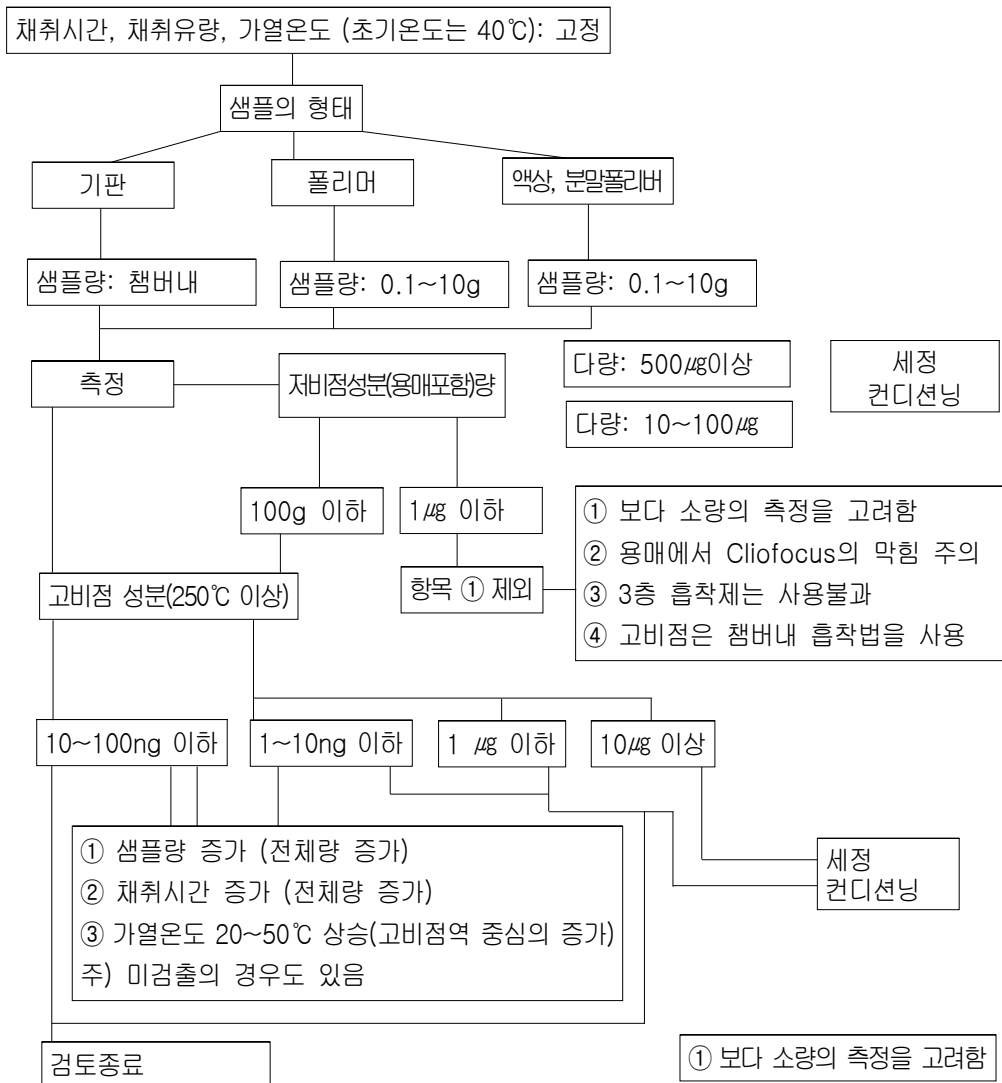 채취시간, 채취유량, 가열온도 (초기온도는 40℃): 고정
샘플의 형태
기판
폴리머
액상, 분말폴리버
샘플량: 챔버내
샘플량: 0.1~10g
샘플량: 0.1~10g
측정
저비점성분(용매포함)량
다량: 500㎍이상
다량: 10~100㎍
세정
컨디션닝
100g 이하
1㎍ 이하
① 보다 소량의 측정을 고려함
② 용매에서 Cliofocus의 막힘 주의
③ 3층 흡착제는 사용불과
④ 고비점은 챔버내 흡착법을 사용
고비점 성분(250℃ 이상)
항목 ① 제외
10~100ng 이하
1~10ng 이하
1 ㎍ 이하
10㎍ 이상
① 샘플량 증가 (전체량 증가)
② 채취시간 증가 (전체량 증가)
③ 가열온도 20~50℃ 상승(고비점역 중심의 증가)
주) 미검출의 경우도 있음
세정
컨디션닝
검토종료
① 보다 소량의 측정을 고려함